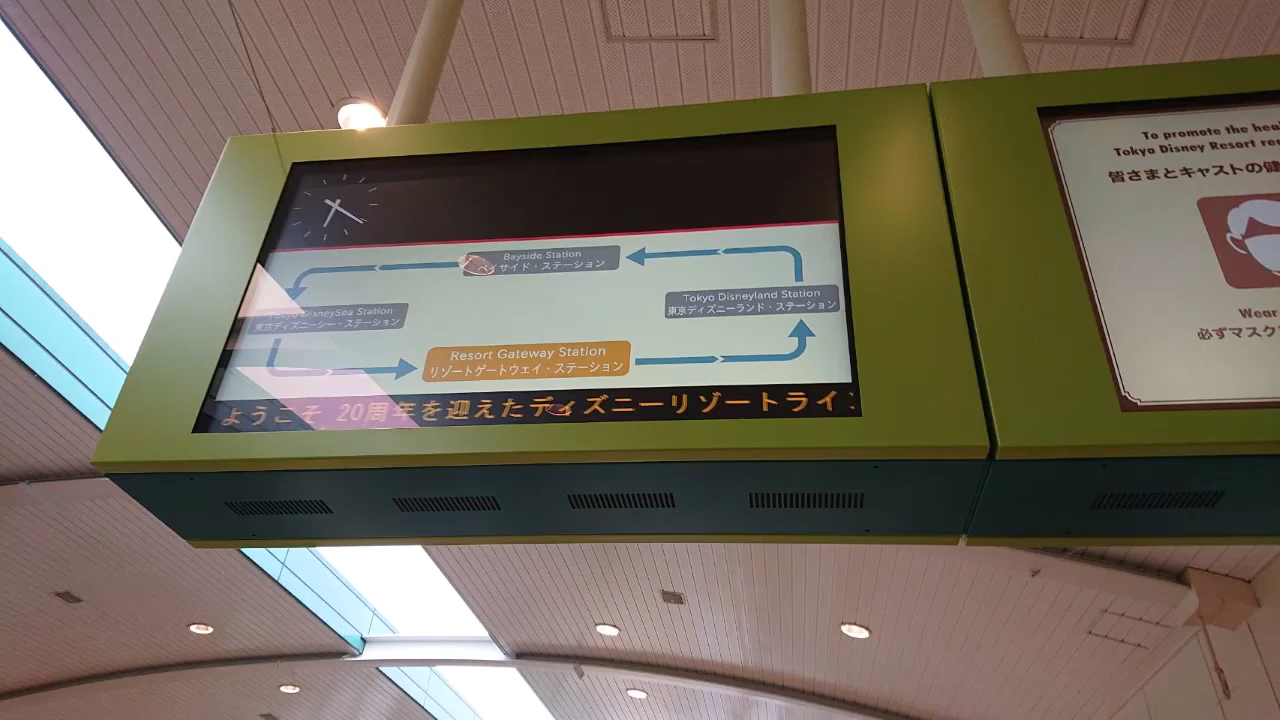 Bayside Station
ベイサイド・ステーション
Tokyo Disneyland Station
東京ディズニーランド・ステーション
Tokyo DisneySea Station
東京ディズニーシー・ステーション
Resort Gateway Station
リゾートゲートウェイ・ステーション
ようこそ 20周年を迎えたディズニーリゾートライ
To promote the
Tokyo Disney Resort
皆さまとキャストの健
Wear
必ずマスク